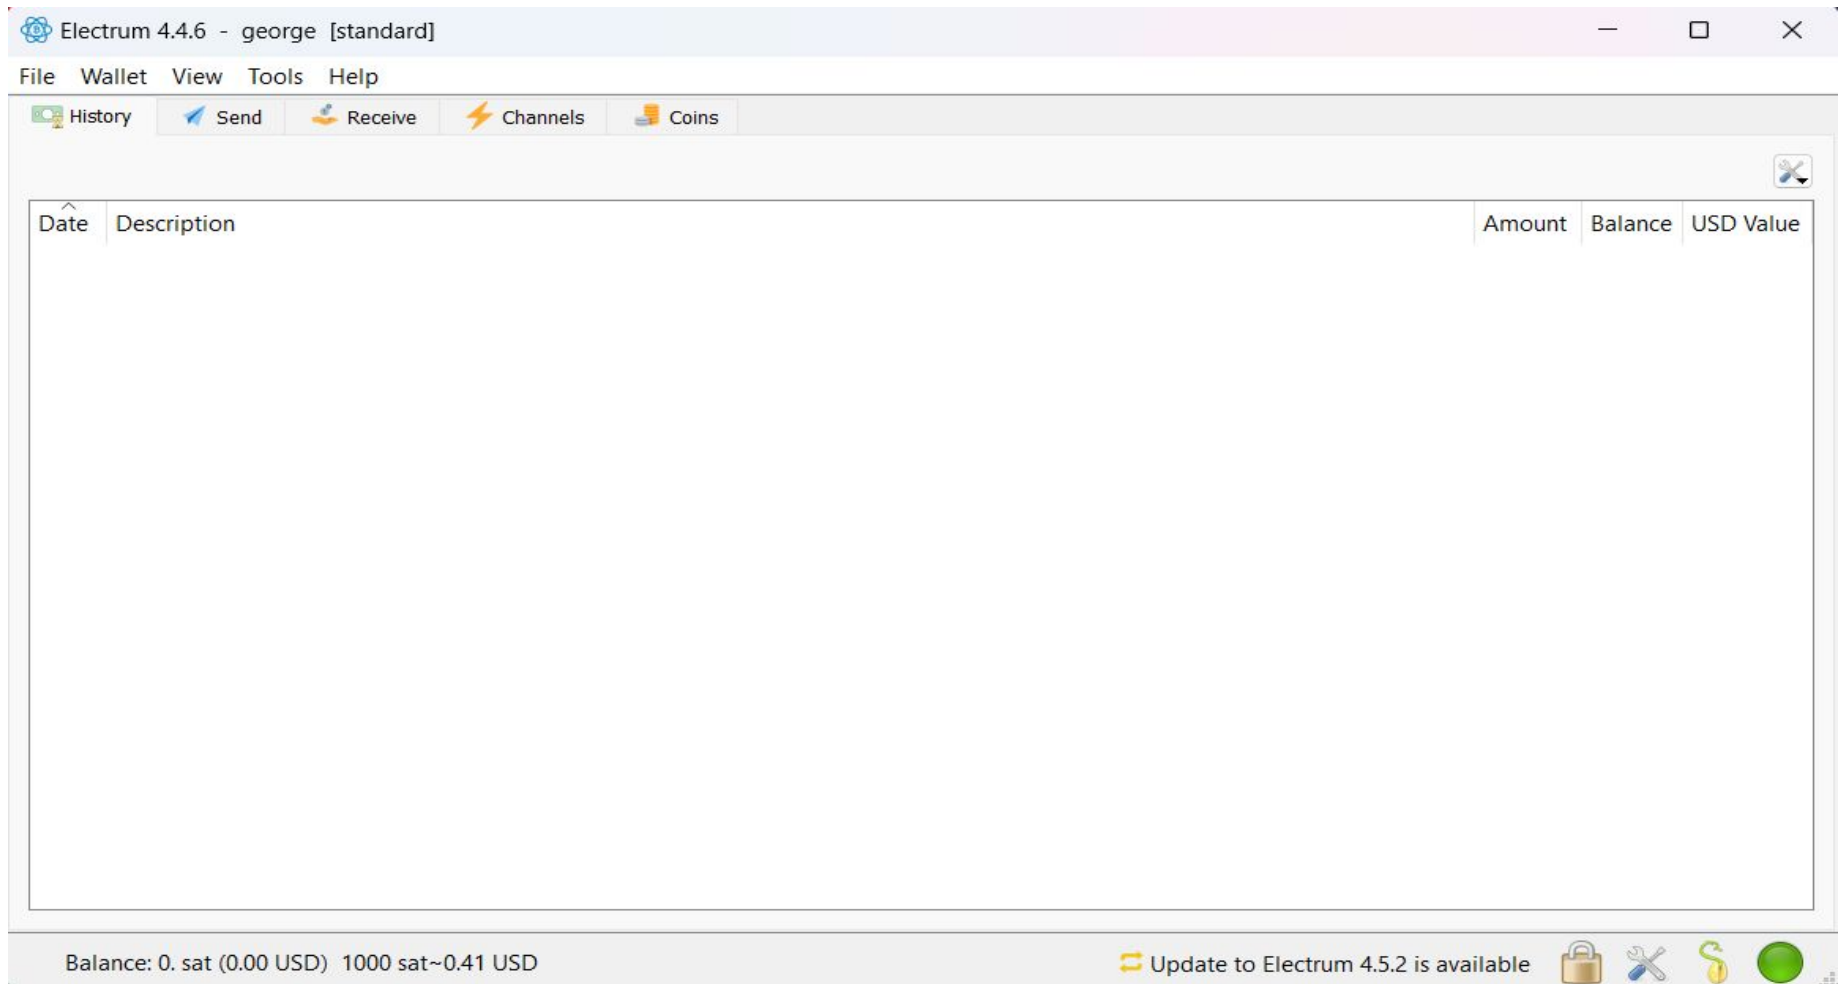 Electrum 4.4.6 - george [standard]
File Wallet View Tools Help
History Send Receive Channels Coins
Date Description Amount Balance USD Value
Balance: 0. sat (0.00 USD) 1000 sat~0.41 USD Update to Electrum 4.5.2 is available